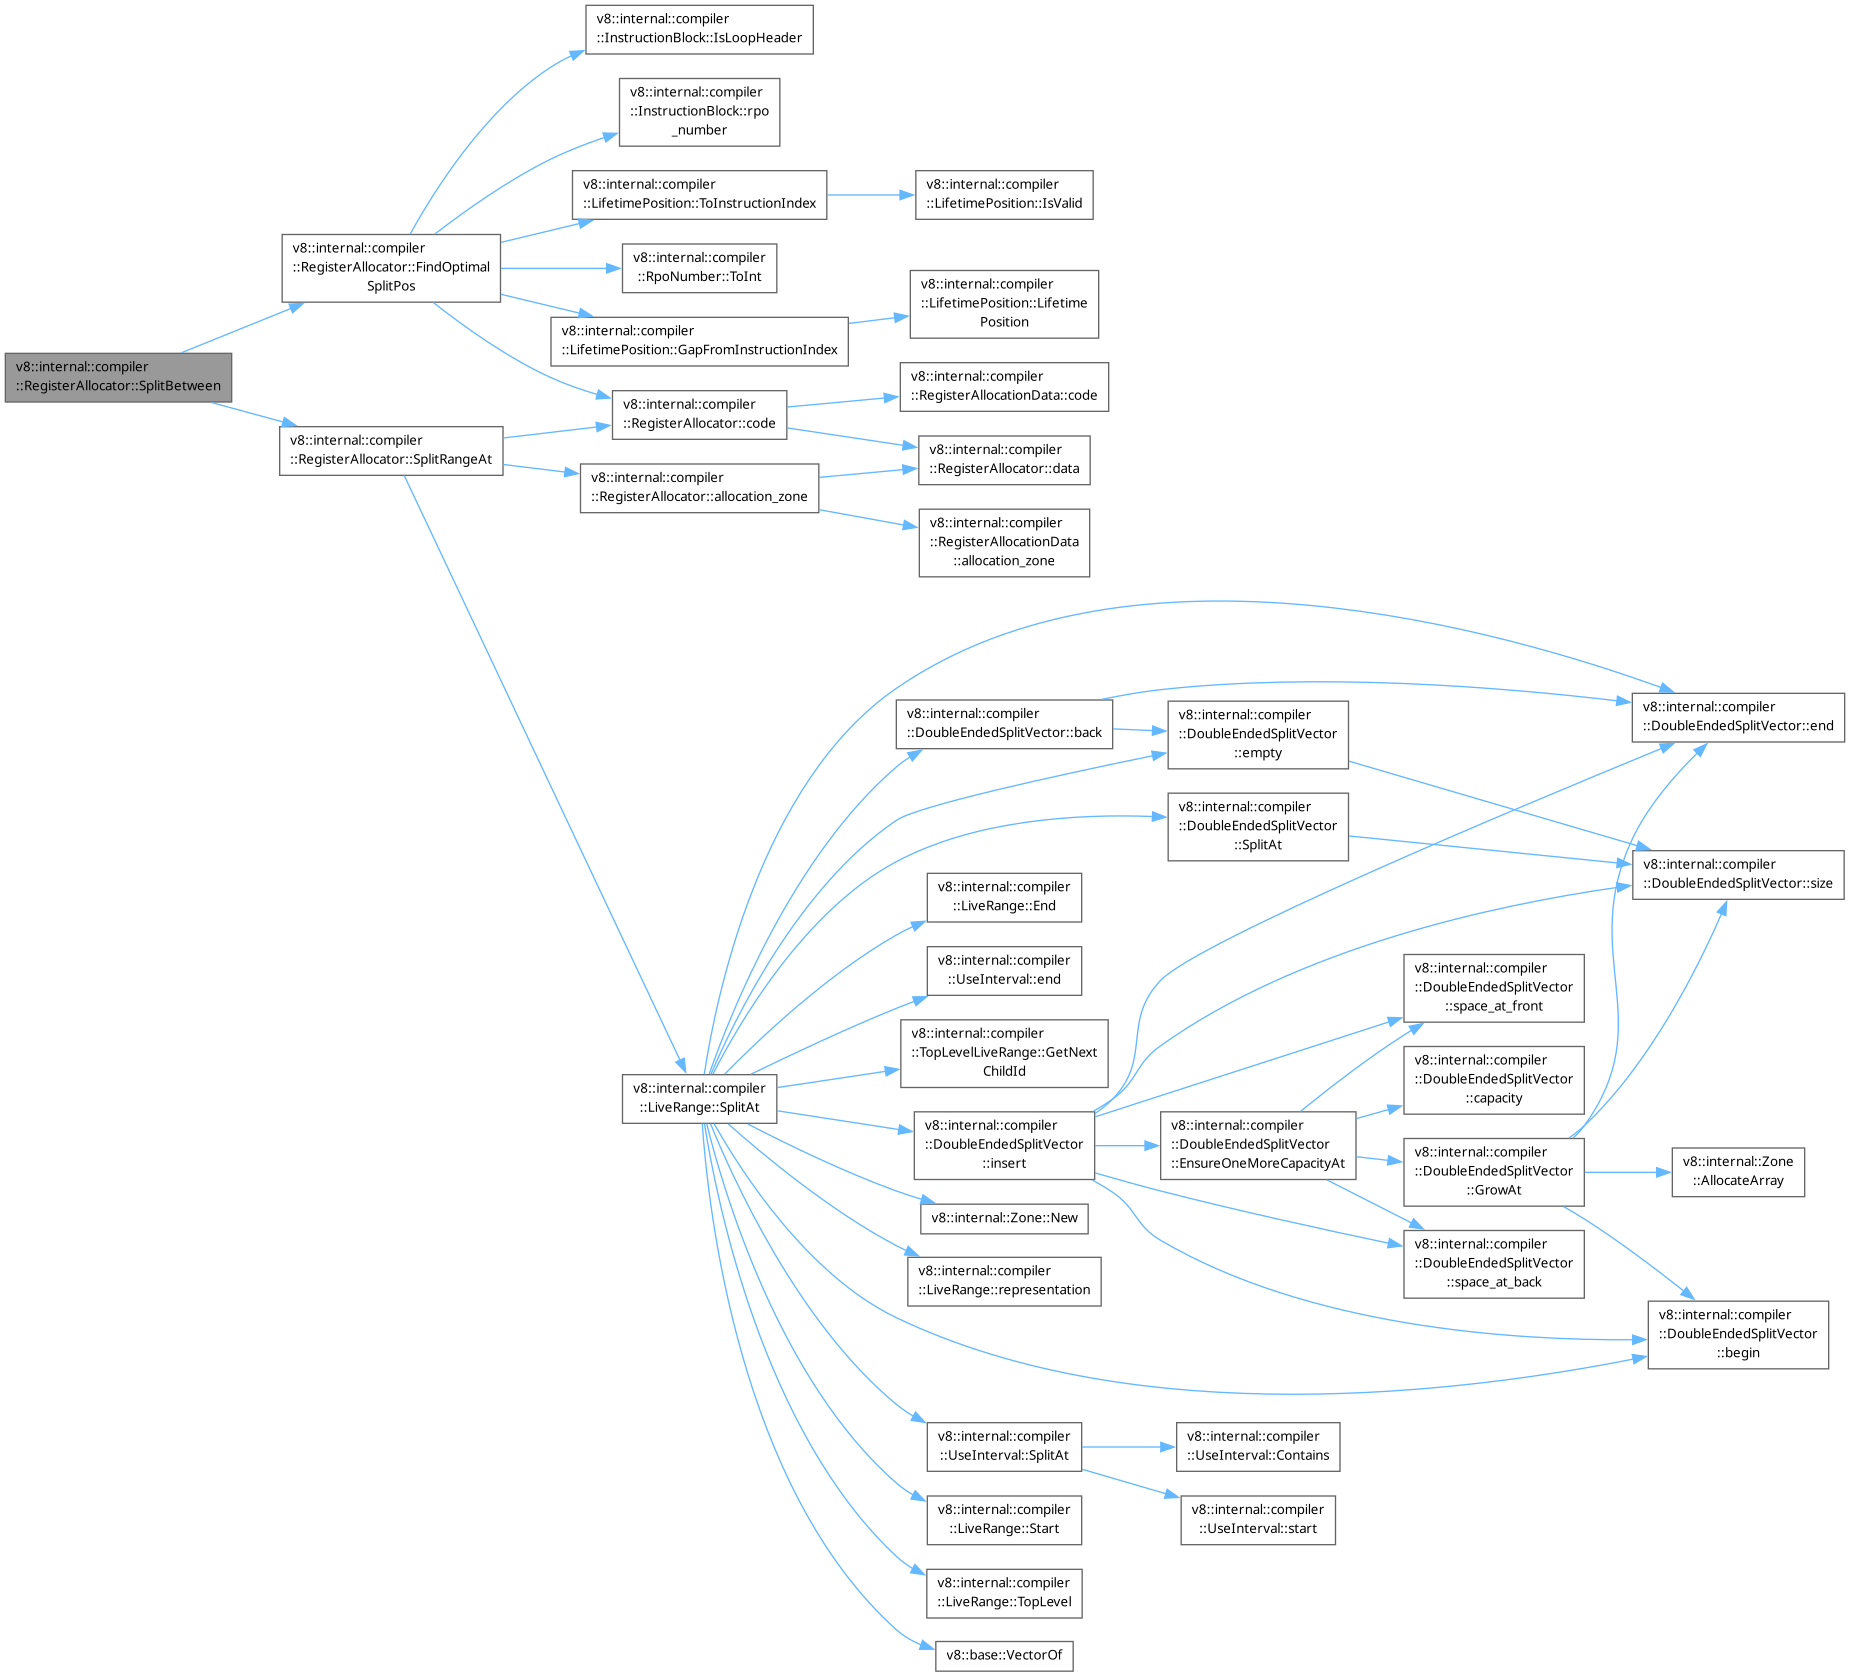 v8::internal::compiler
::InstructionBlock::IsLoopHeader
v8::internal::compiler
::InstructionBlock::rpo
_number
v8::internal::compiler
::LifetimePosition::ToInstructionIndex
v8::internal::compiler
::LifetimePosition::IsValid
v8::internal::compiler
::RegisterAllocator::FindOptimal
SplitPos
v8::internal::compiler
::RpoNumber::ToInt
v8::internal::compiler
::LifetimePosition::Lifetime
Position
v8::internal::compiler
::LifetimePosition::GapFromInstructionIndex
v8::internal::compiler
::RegisterAllocator::SplitBetween
v8::internal::compiler
::RegisterAllocationData::code
v8::internal::compiler
::RegisterAllocator::code
v8::internal::compiler
::RegisterAllocator::SplitRangeAt
v8::internal::compiler
::RegisterAllocator::data
v8::internal::compiler
::RegisterAllocator::allocation_zone
v8::internal::compiler
::RegisterAllocationData
::allocation_zone
v8::internal::compiler
::DoubleEndedSplitVector::back
v8::internal::compiler
::DoubleEndedSplitVector
::empty
v8::internal::compiler
::DoubleEndedSplitVector::end
v8::internal::compiler
::DoubleEndedSplitVector
::SplitAt
v8::internal::compiler
::DoubleEndedSplitVector::size
v8::internal::compiler
::LiveRange::End
v8::internal::compiler
::UseInterval::end
v8::internal::compiler
::DoubleEndedSplitVector
::space_at_front
v8::internal::compiler
::TopLevelLiveRange::GetNext
ChildId
v8::internal::compiler
::DoubleEndedSplitVector
::capacity
v8::internal::compiler
::LiveRange::SplitAt
v8::internal::compiler
::DoubleEndedSplitVector
::insert
v8::internal::compiler
::DoubleEndedSplitVector
::EnsureOneMoreCapacityAt
v8::internal::compiler
::DoubleEndedSplitVector
::GrowAt
v8::internal::Zone
::AllocateArray
v8::internal::Zone::New
v8::internal::compiler
::DoubleEndedSplitVector
::space_at_back
v8::internal::compiler
::LiveRange::representation
v8::internal::compiler
::DoubleEndedSplitVector
::begin
v8::internal::compiler
::UseInterval::SplitAt
v8::internal::compiler
::UseInterval::Contains
v8::internal::compiler
::LiveRange::Start
v8::internal::compiler
::UseInterval::start
v8::internal::compiler
::LiveRange::TopLevel
v8::base::VectorOf